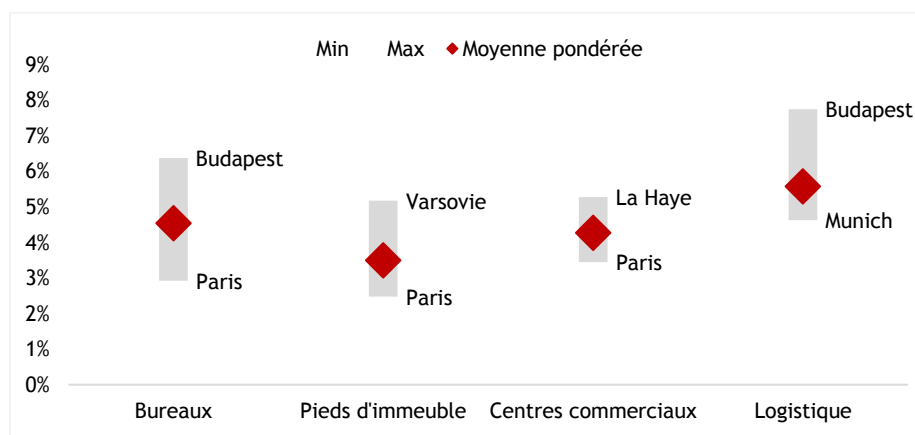 Min Max Moyenne pondérée
9%
8%
7%
6%
5%
4%
3%
2%
1%
0%
Budapest
Paris
Varsovie
Paris
La Haye
Paris
Budapest
Munich
Bureaux Pieds d'immeuble Centres commerciaux Logistique